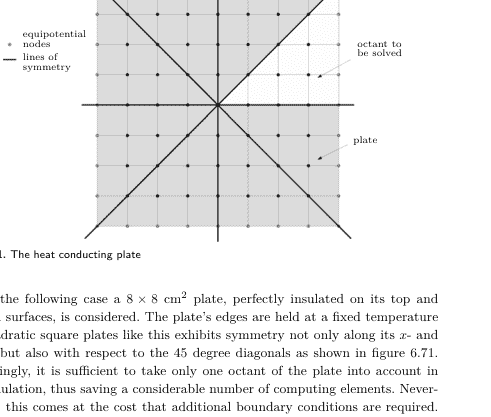 equipotential
nodes
lines of
symmetry
octant to
be solved
plate
1. The heat conducting plate
the following case a 8 × 8 cm² plate, perfectly insulated on its top and
surfaces, is considered. The plate's edges are held at a fixed temperature
square plates like this exhibits symmetry not only along its x- and
but also with respect to the 45 degree diagonals as shown in figure 6.71.
it is sufficient to take only one octant of the plate into account in
thus saving a considerable number of computing elements. Never-
this comes at the cost that additional boundary conditions are required.